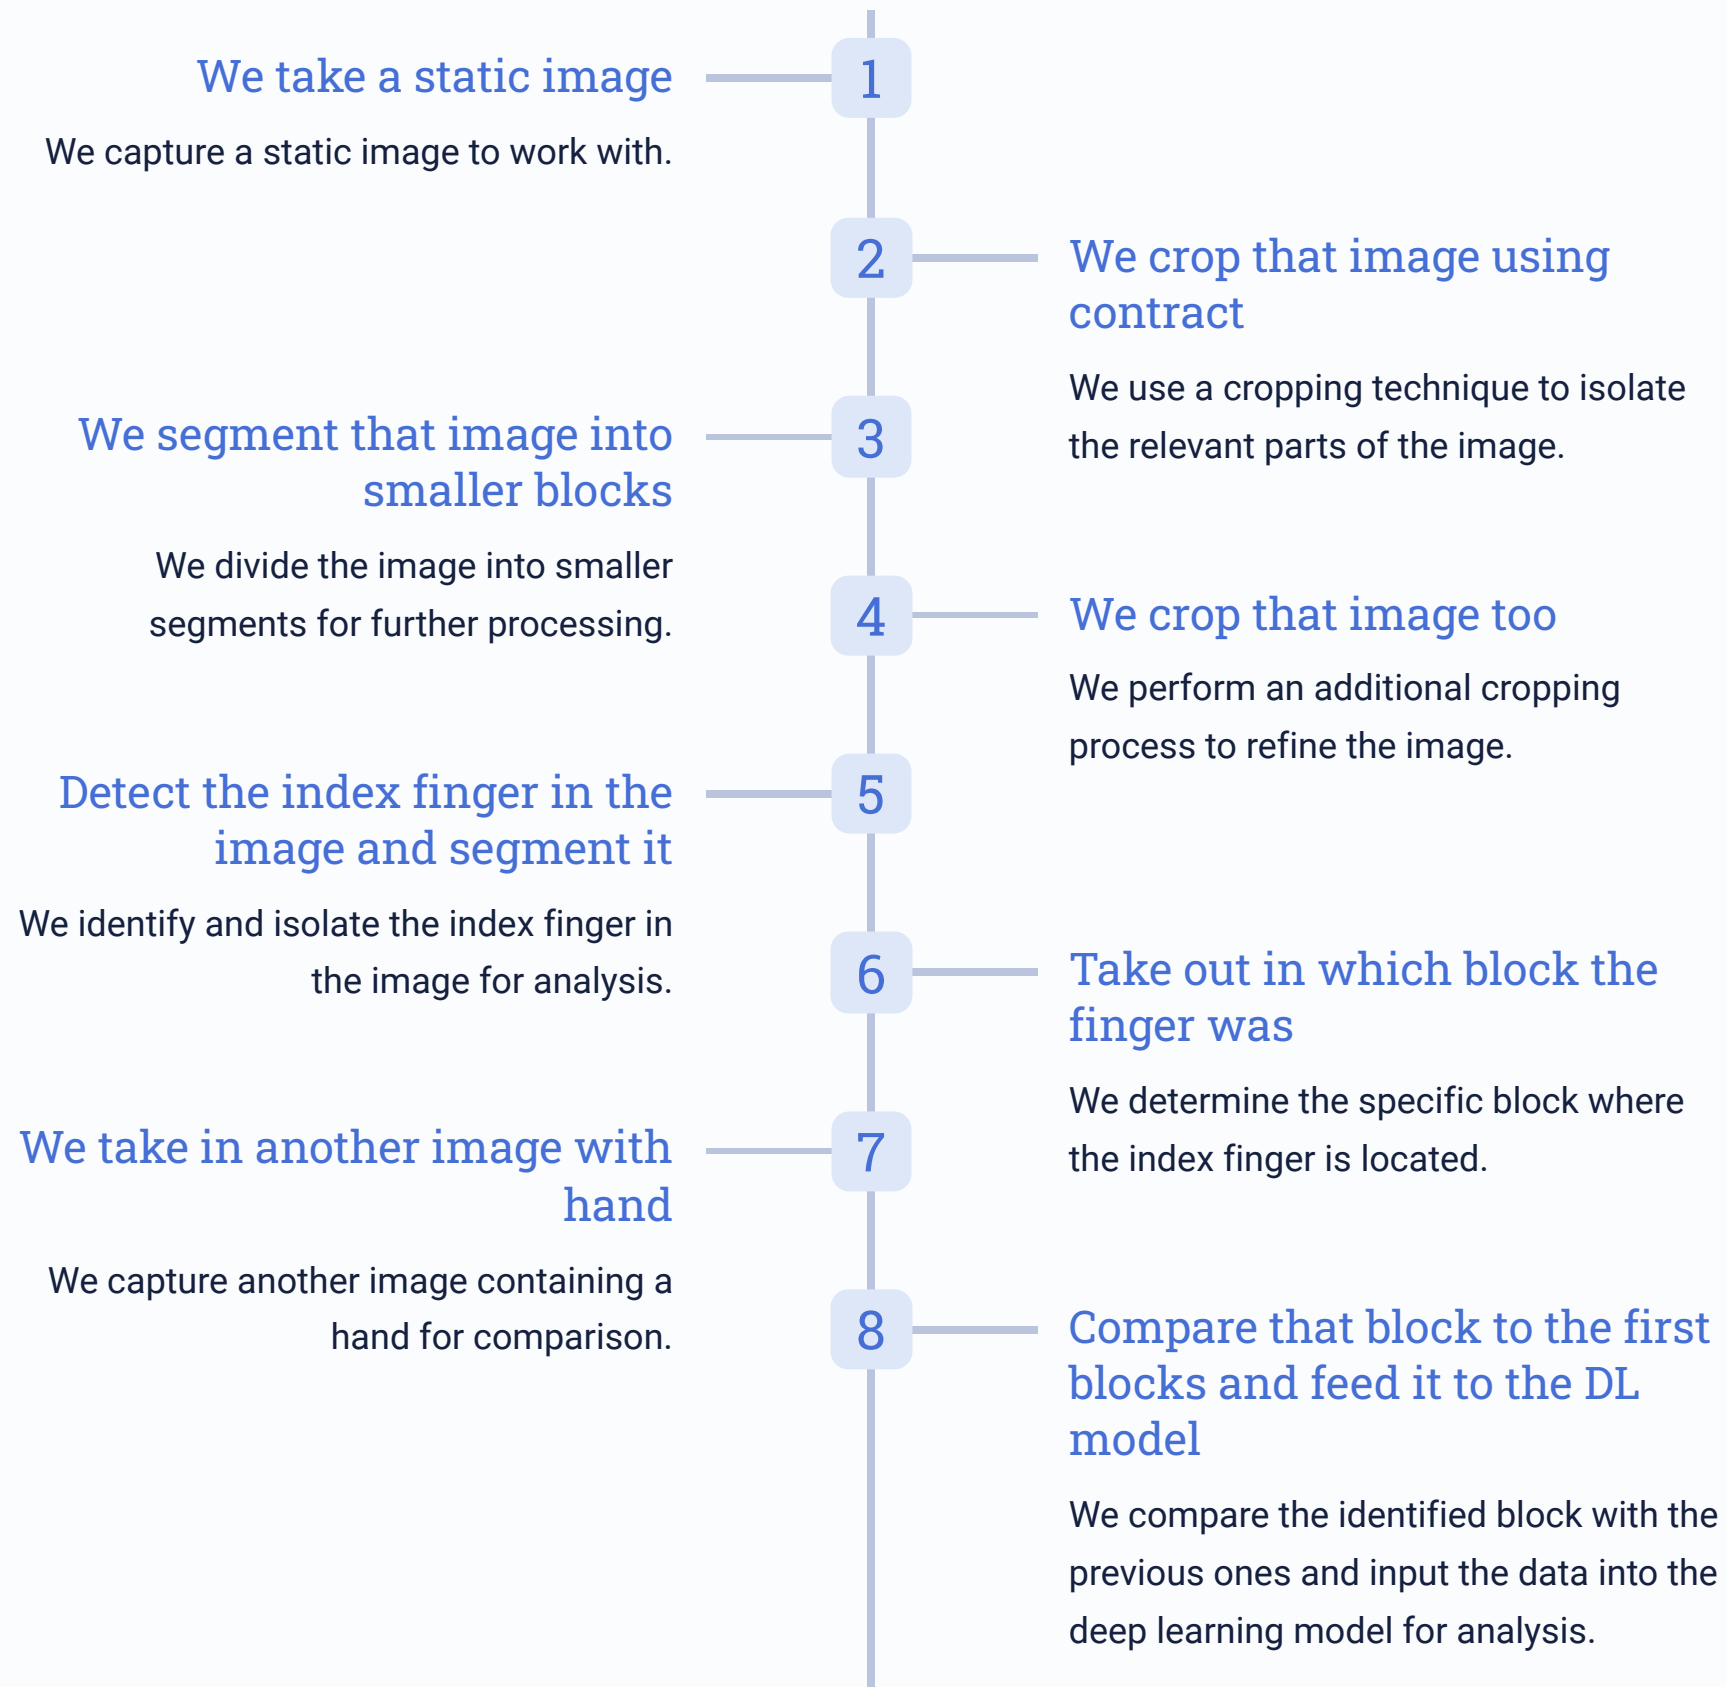 1
We take a static image
We capture a static image to work with.
2
We crop that image using
contract
We use a cropping technique to isolate
the relevant parts of the image.
3
We segment that image into
smaller blocks
We divide the image into smaller
segments for further processing.
4
We crop that image too
We perform an additional cropping
process to refine the image.
5
Detect the index finger in the
image and segment it
We identify and isolate the index finger in
the image for analysis.
6
Take out in which block the
finger was
We determine the specific block where
the index finger is located.
7
We take in another image with
hand
We capture another image containing a
hand for comparison.
8
Compare that block to the first
blocks and feed it to the DL
model
We compare the identified block with the
previous ones and input the data into the
deep learning model for analysis.